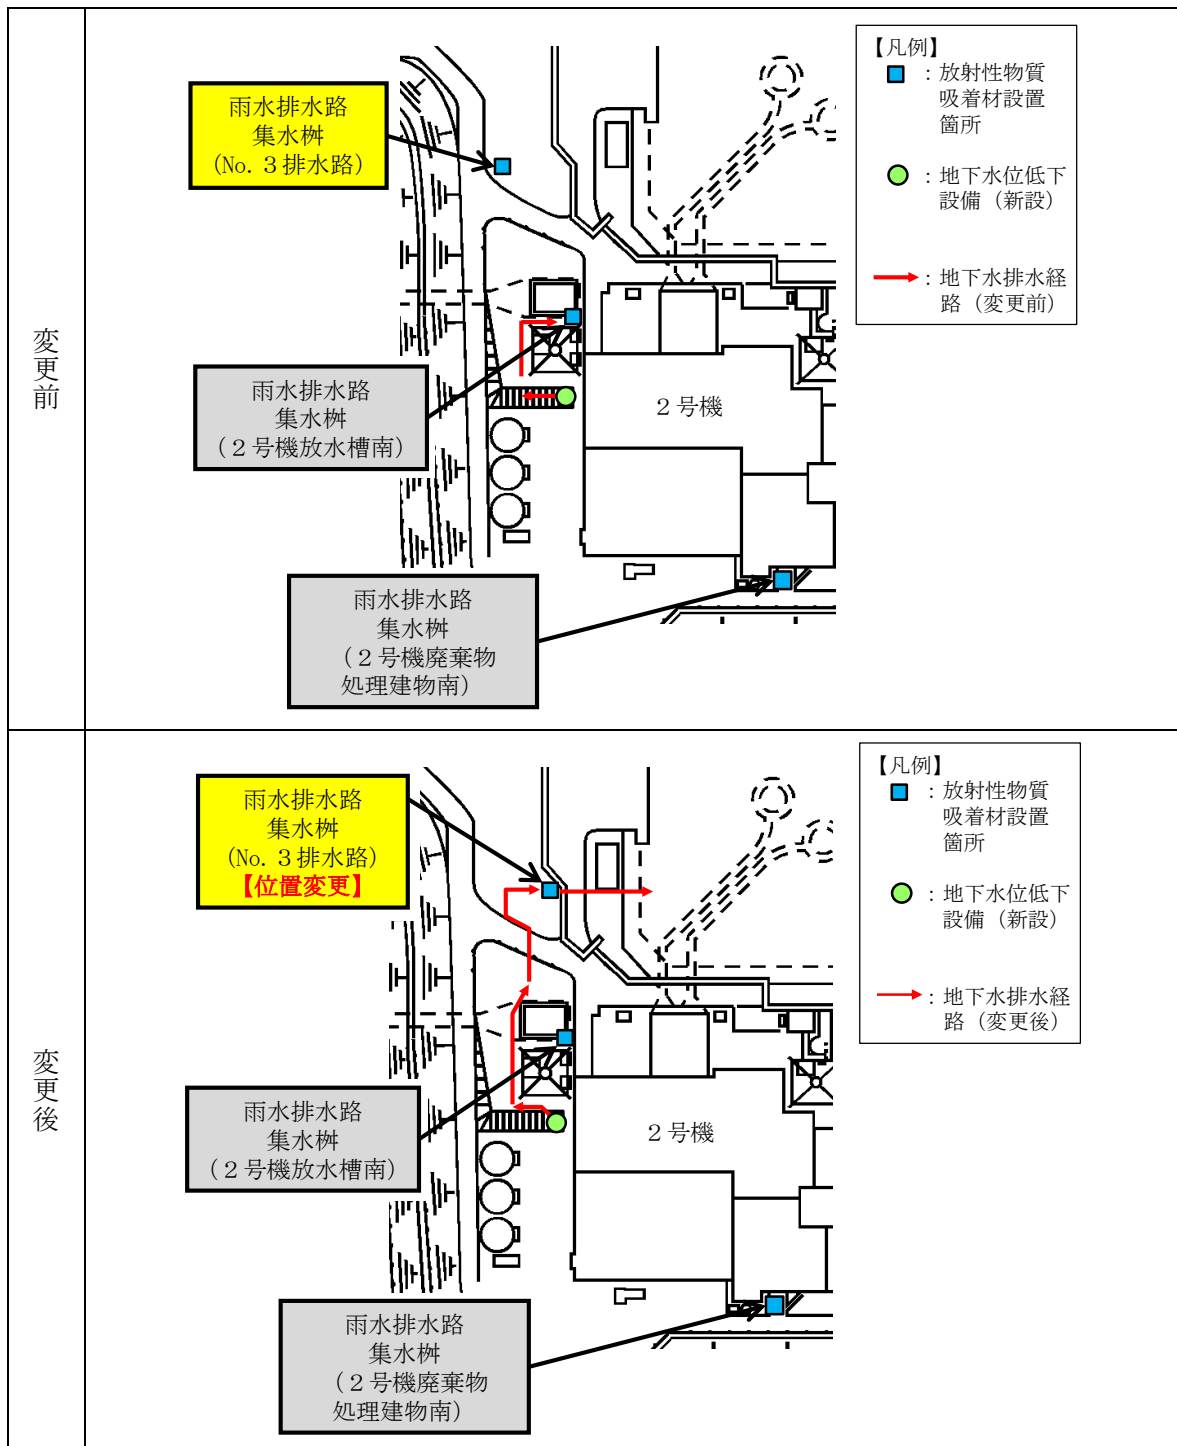 変更前
雨水排水路
集水桝
(No. 3排水路)
雨水排水路
集水桝
(2号機放水槽南)
雨水排水路
集水桝
(2号機廃棄物
処理建物南)
2号機
【凡例】
:放射性物質
吸着材設置
箇所
:地下水位低下
設備(新設)
:地下水排水経
路(変更前)
変更後
雨水排水路
集水桝
(No. 3排水路)
【位置変更】
雨水排水路
集水桝
(2号機放水槽南)
雨水排水路
集水桝
(2号機廃棄物
処理建物南)
2号機
【凡例】
:放射性物質
吸着材設置
箇所
:地下水位低下
設備(新設)
:地下水排水経
路(変更後)